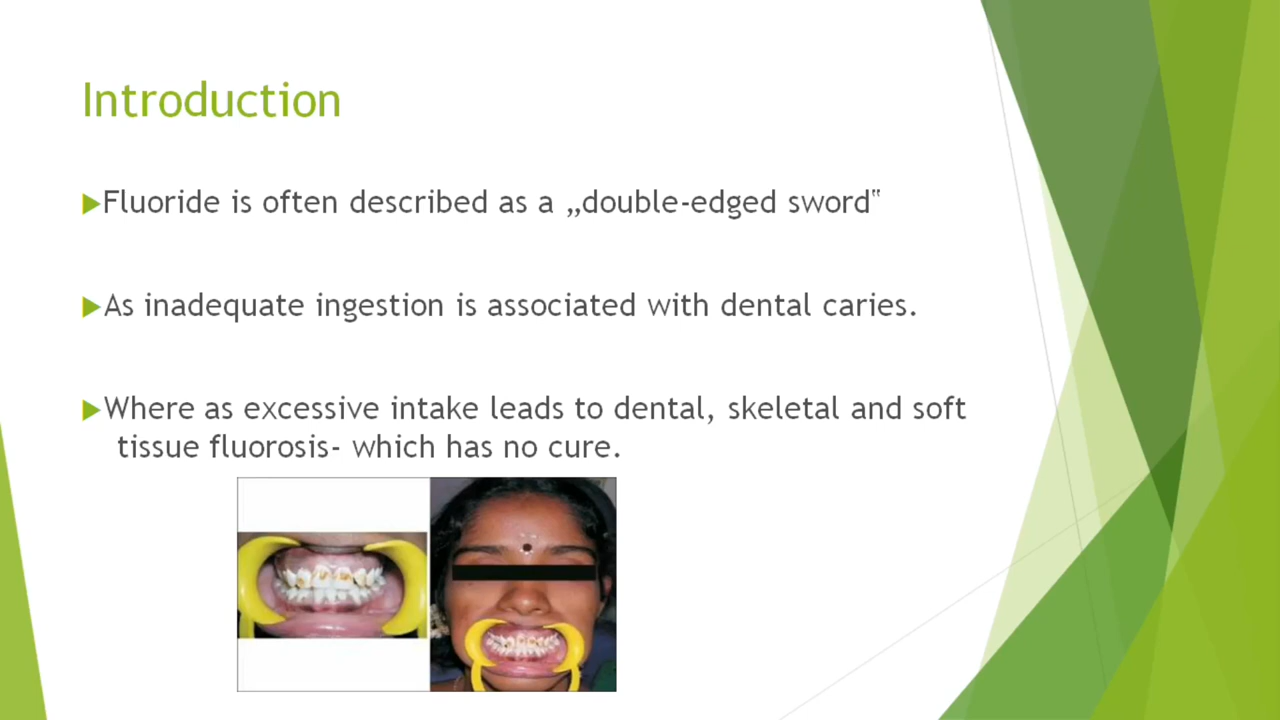 Introduction
Fluoride is often described as a „double-edged sword‟
As inadequate ingestion is associated with dental caries.
Where as excessive intake leads to dental, skeletal and soft
tissue fluorosis- which has no cure.